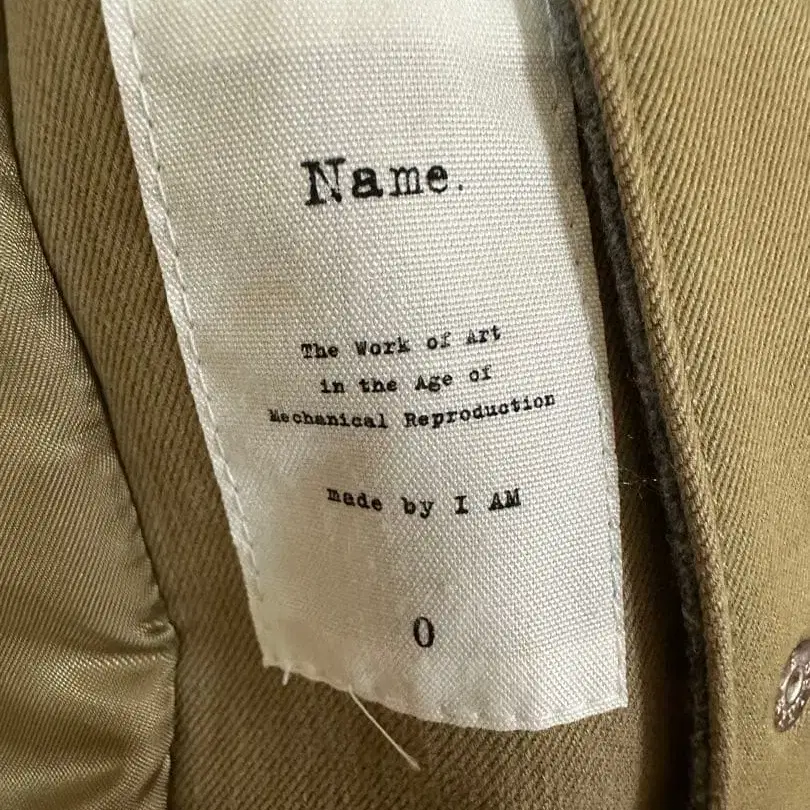 Name.
The Work of Art
in the Age of
Mechanical Reproduction
made by I AM
0